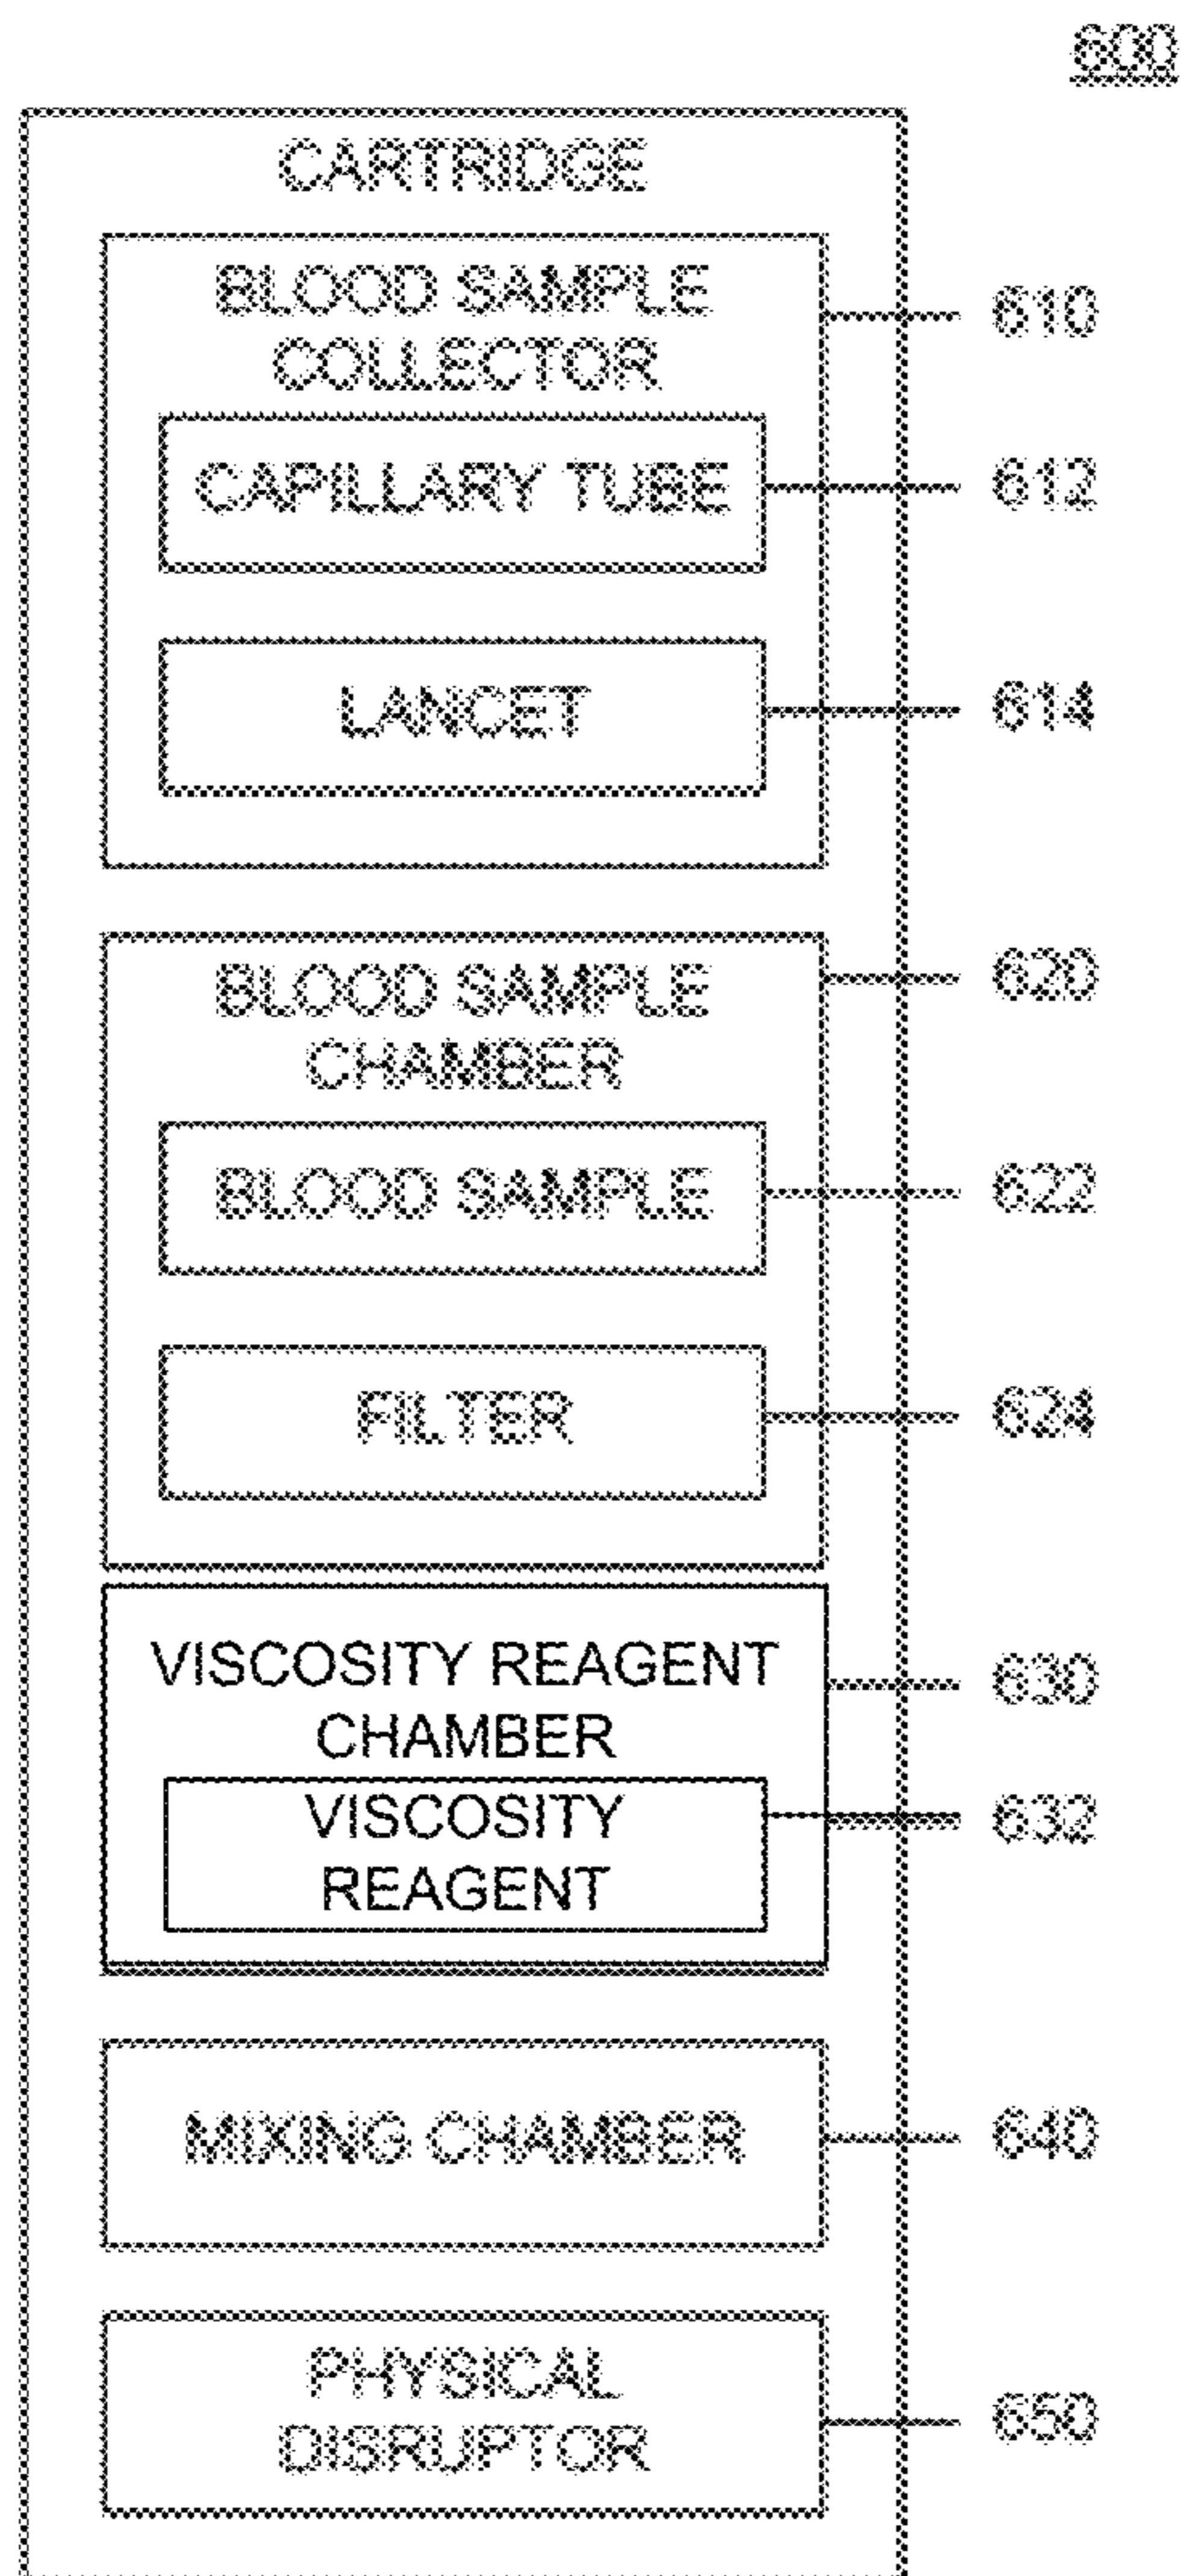 600
CARTRIDGE
BLOOD SAMPLE
COLLECTOR
610
CAPILLARY TUBE
612
LANCET
614
BLOOD SAMPLE
CHAMBER
620
BLOOD SAMPLE
622
FILTER
624
VISCOSITY REAGENT
CHAMBER
630
VISCOSITY
REAGENT
632
MIXING CHAMBER
640
PHYSICAL
DISRUPTOR
650